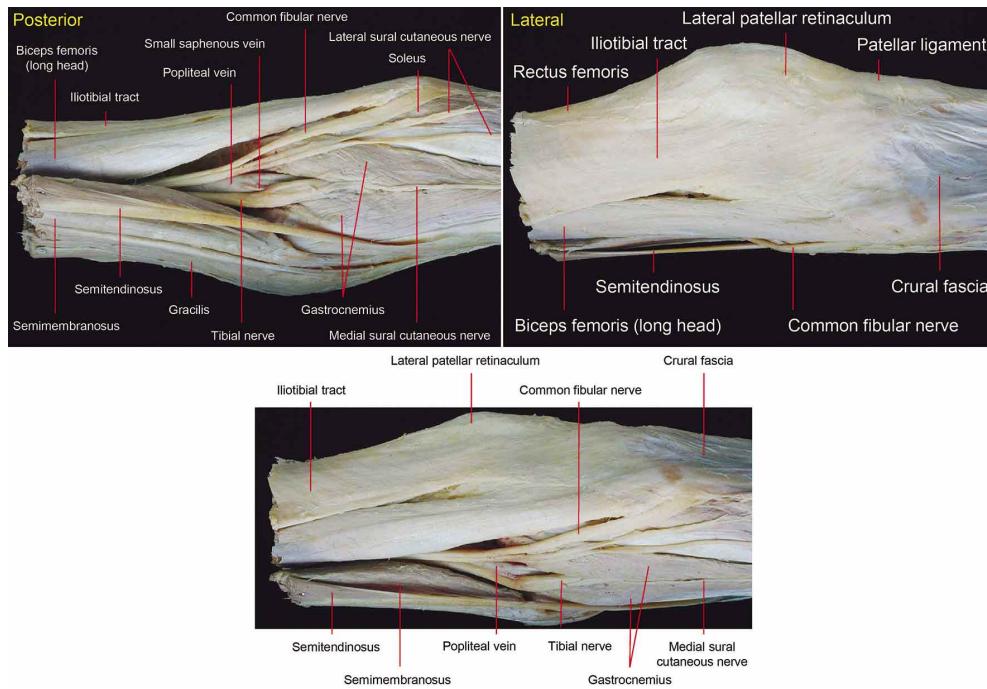 Posterior
Common fibular nerve
Small saphenous vein
Lateral sural cutaneous nerve
Biceps femoris
(long head)
Popliteal vein
Soleus
Iliotibial tract
Semitendinosus
Gracilis
Gastrocnemius
Semimembranosus
Tibial nerve
Medial sural cutaneous nerve
Lateral
Lateral patellar retinaculum
Iliotibial tract
Patellar ligament
Rectus femoris
Semitendinosus
Crural fascia
Biceps femoris (long head)
Common fibular nerve
Lateral patellar retinaculum
Crural fascia
Iliotibial tract
Common fibular nerve
Semitendinosus
Popliteal vein
Tibial nerve
Medial sural
cutaneous nerve
Semimembranosus
Gastrocnemius